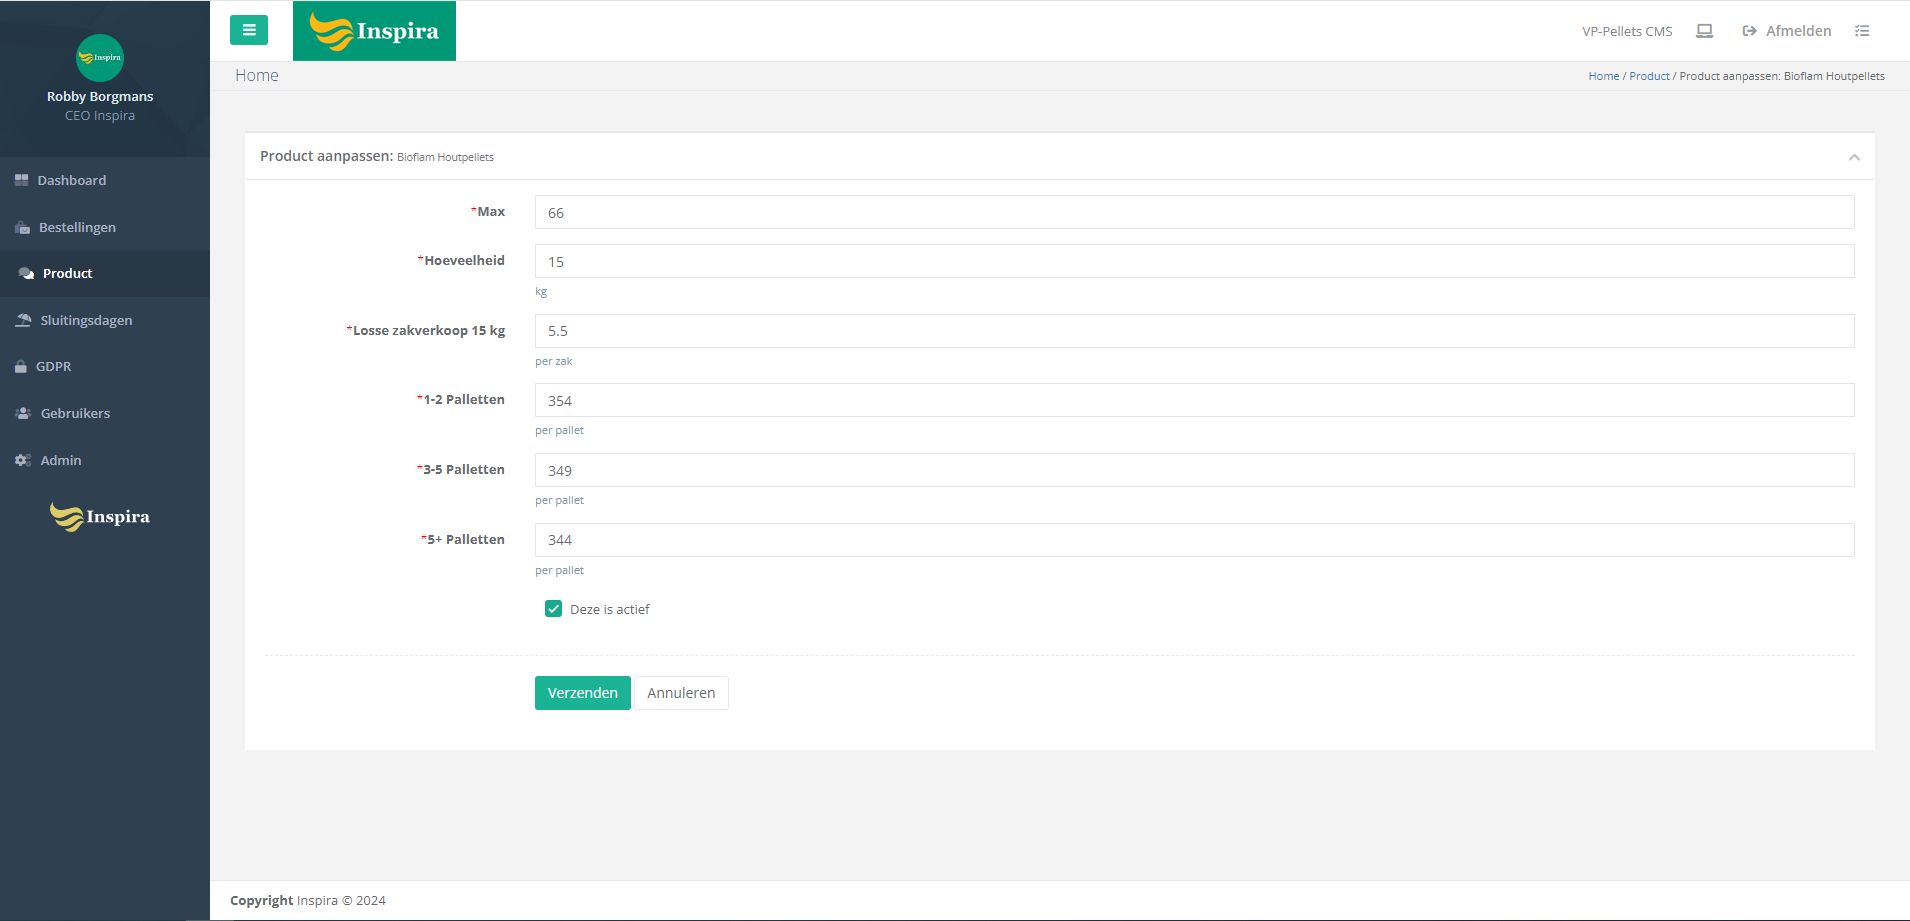 Inspira
Robby Borgmans
CEO Inspira
Dashboard
Bestellingen
Product
Sluitingsdagen
GDPR
Gebruikers
Admin
Inspira
Inspira
VP-Pellets CMS
Afmelden
Home
Home / Product / Product aanpassen: Bioflam Houtpellets
Product aanpassen: Bioflam Houtpellets
*Max 66
*Hoeveelheid 15
kg
*Losse zakverkoop 15 kg 5.5
per zak
*1-2 Palletten 354
per pallet
*3-5 Palletten 349
per pallet
*5+ Palletten 344
per pallet
Deze is actief
Verzenden Annuleren
Copyright Inspira © 2024